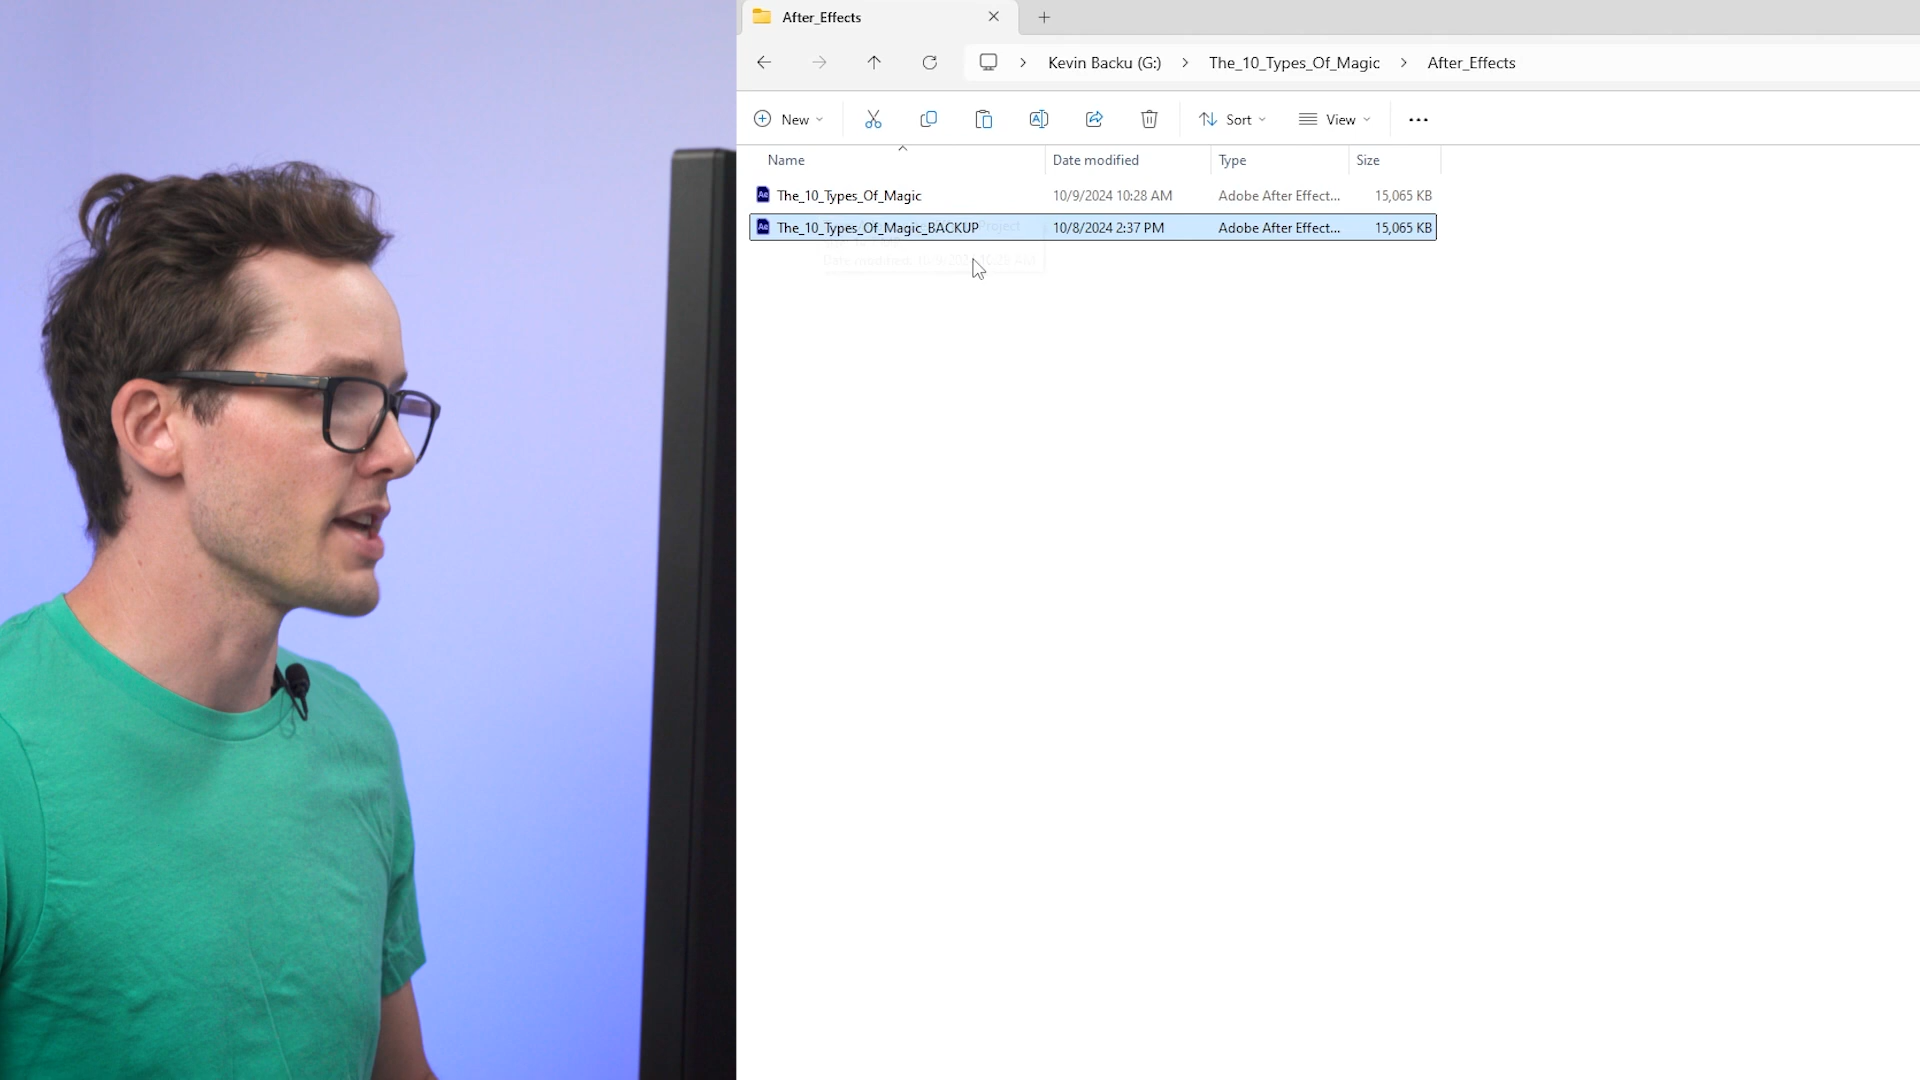 After_Effects
Kevin Backu (G:) > The_10_Types_Of_Magic > After_Effects
New Sort View
Name Date modified Type Size
Ae The_10_Types_Of_Magic 10/9/2024 10:28 AM Adobe After Effect... 15,065 KB
Ae The_10_Types_Of_Magic_BACKUP 10/8/2024 2:37 PM Adobe After Effect... 15,065 KB